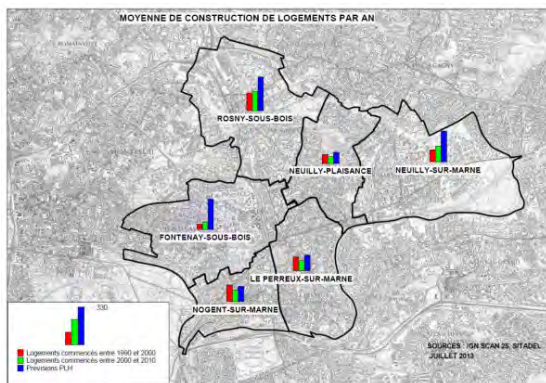 MOYENNE DE CONSTRUCTION DE LOGEMENTS PAR AN
ROSNY-SOUS-BOIS
NEUILLY-PLAISANCE
NEUILLY-SUR-MARNE
FONTENAY-SOUS-BOIS
LE PERREUX-SUR-MARNE
NOGENT-SUR-MARNE
330
Logements commencés entre 1990 et 2000
Logements commencés entre 2000 et 2010
Prévisions PLH
SOURCES : IGN SCAN 25, SITADEL
JUILLET 2013